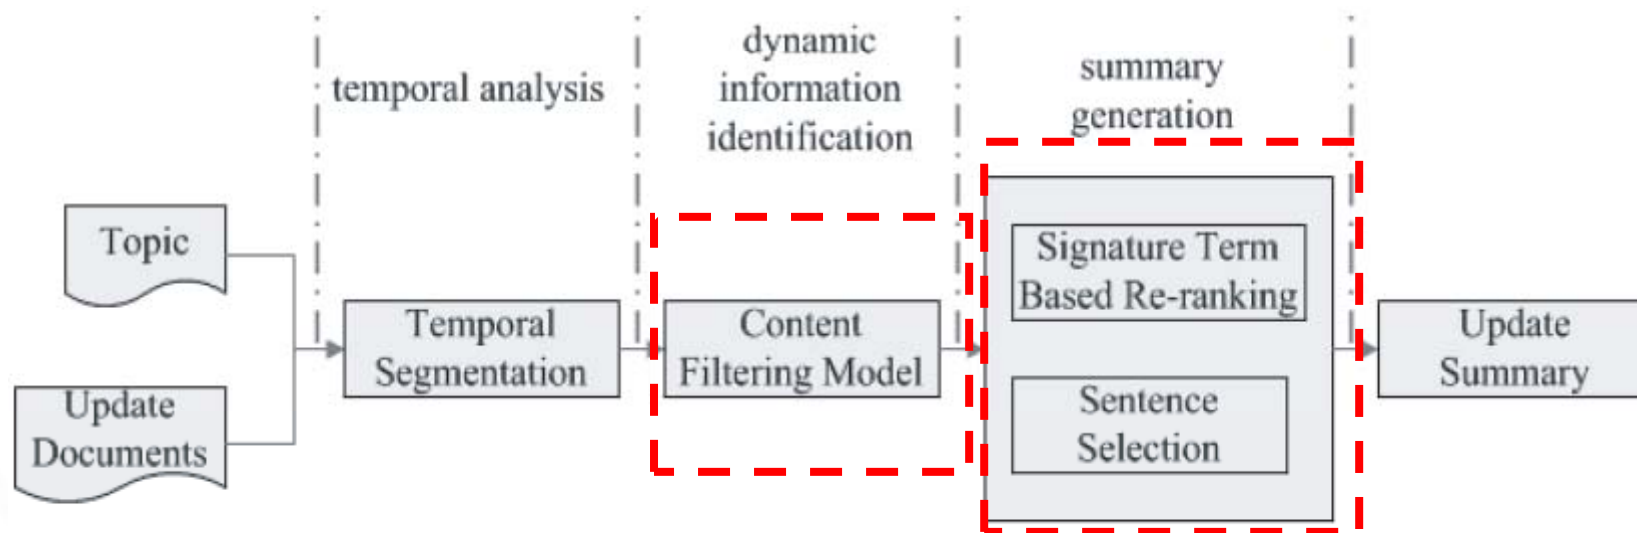 temporal analysis
dynamic
information
identification
summary
generation
Topic
Update
Documents
Temporal
Segmentation
Content
Filtering Model
Signature Term
Based Re-ranking
Sentence
Selection
Update
Summary